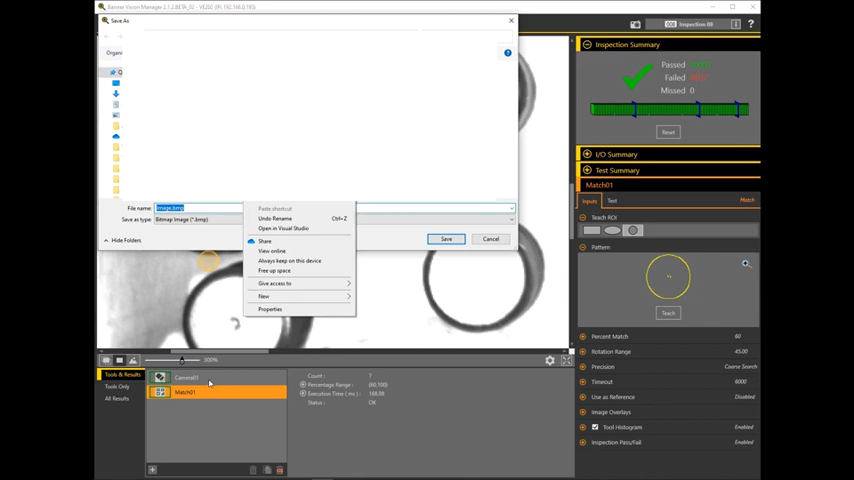 Banner Vision Manager 2.1.2.BETA_02 - VE202 (IP: 192.168.0.195)
Save As
008 Inspection 08
Organi
Inspection Summary
Passed
Failed
Missed 0
Reset
I/O Summary
Test Summary
Match01
Inputs
Test
Match
Teach ROI
Pattern
Teach
Percent Match
60
Rotation Range
45.00
Precision
Coarse Search
Timeout
6000
Use as Reference
Disabled
Image Overlays
Tool Histogram
Enabled
Inspection Pass/Fail
Enabled
File name:
Image.bmp
Save as type:
Bitmap Image (*.bmp)
Hide Folders
Save
Cancel
Paste shortcut
Undo Rename
Ctrl+Z
Open in Visual Studio
Share
View online
Always keep on this device
Free up space
Give access to
New
Properties
300%
Tools & Results
Tools Only
All Results
Camera01
Match01
Count :
7
Percentage Range :
(60,100)
Execution Time ( ms ) :
168.98
Status :
OK